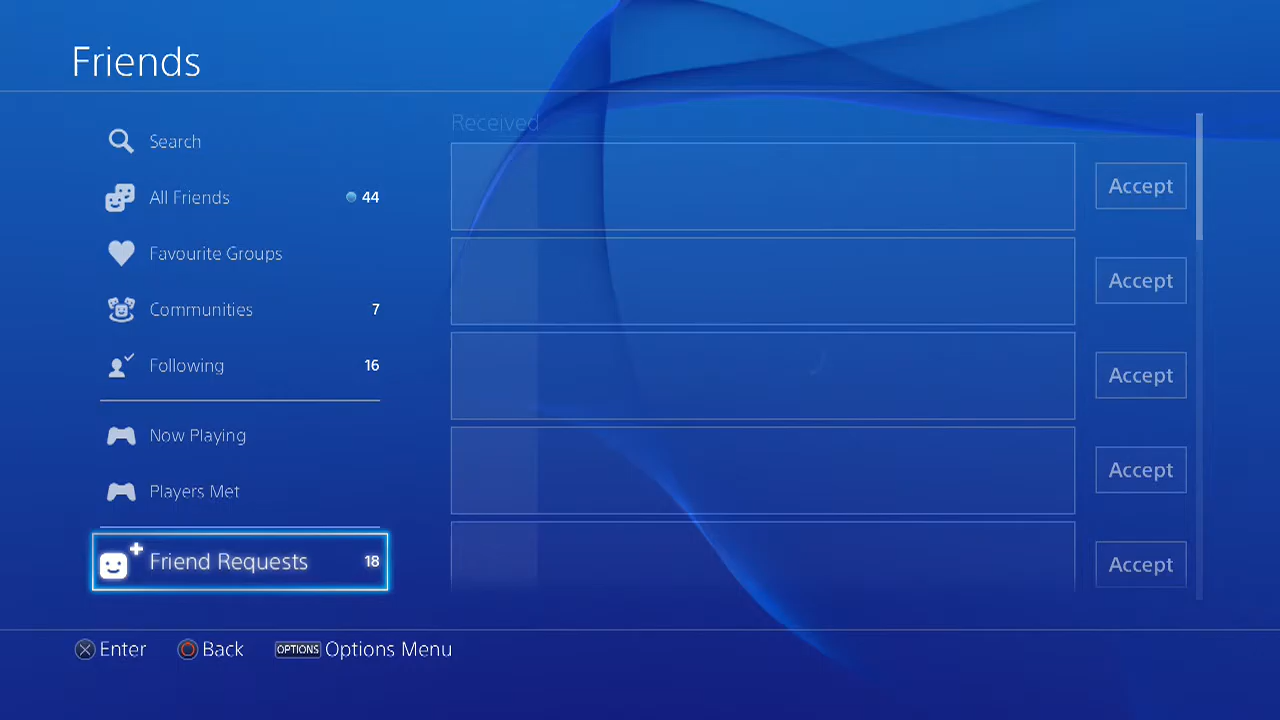 Friends
Search
All Friends 44
Favourite Groups
Communities 7
Following 16
Now Playing
Players Met
Friend Requests 18
Received
Accept
Accept
Accept
Accept
Accept
Enter Back OPTIONS Options Menu